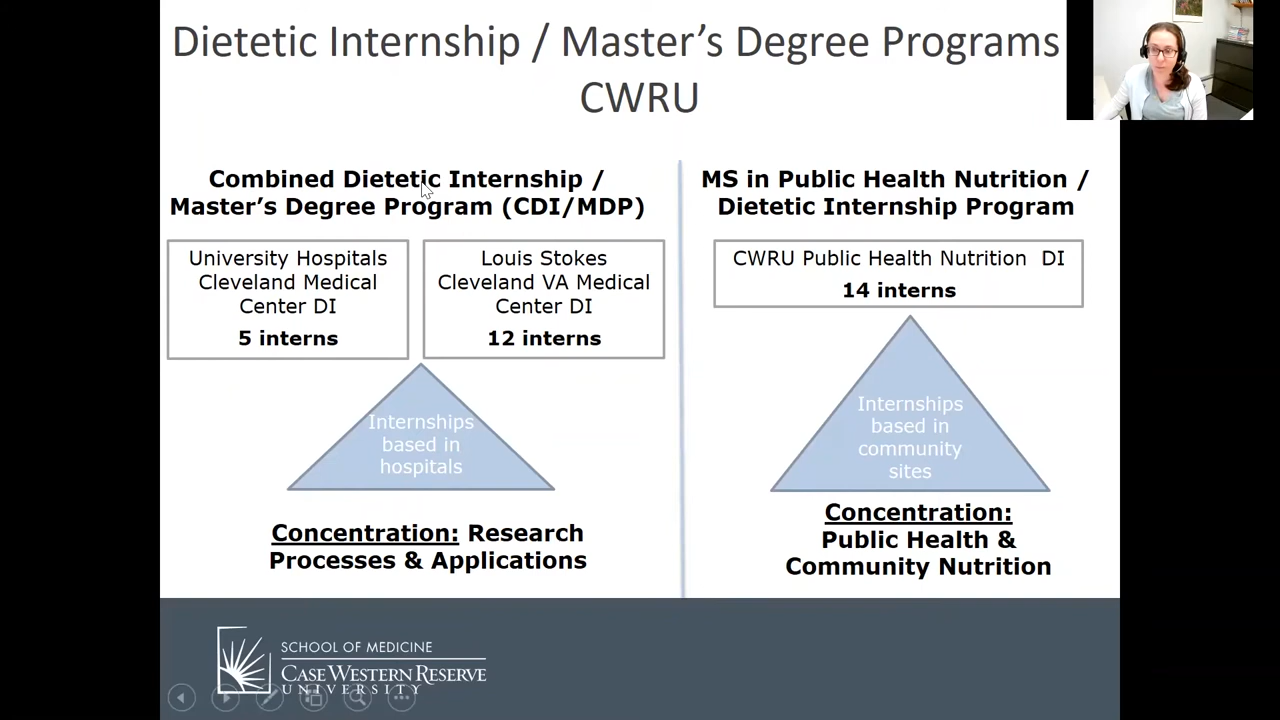 Dietetic Internship / Master's Degree Programs
CWRU
Combined Dietetic Internship /
Master's Degree Program (CDI/MDP)
University Hospitals
Cleveland Medical
Center DI
5 interns
Louis Stokes
Cleveland VA Medical
Center DI
12 interns
Internships
based in
hospitals
Concentration: Research
Processes & Applications
MS in Public Health Nutrition /
Dietetic Internship Program
CWRU Public Health Nutrition DI
14 interns
Internships
based in
community
sites
Concentration:
Public Health &
Community Nutrition
SCHOOL OF MEDICINE
CASE WESTERN RESERVE
UNIVERSITY